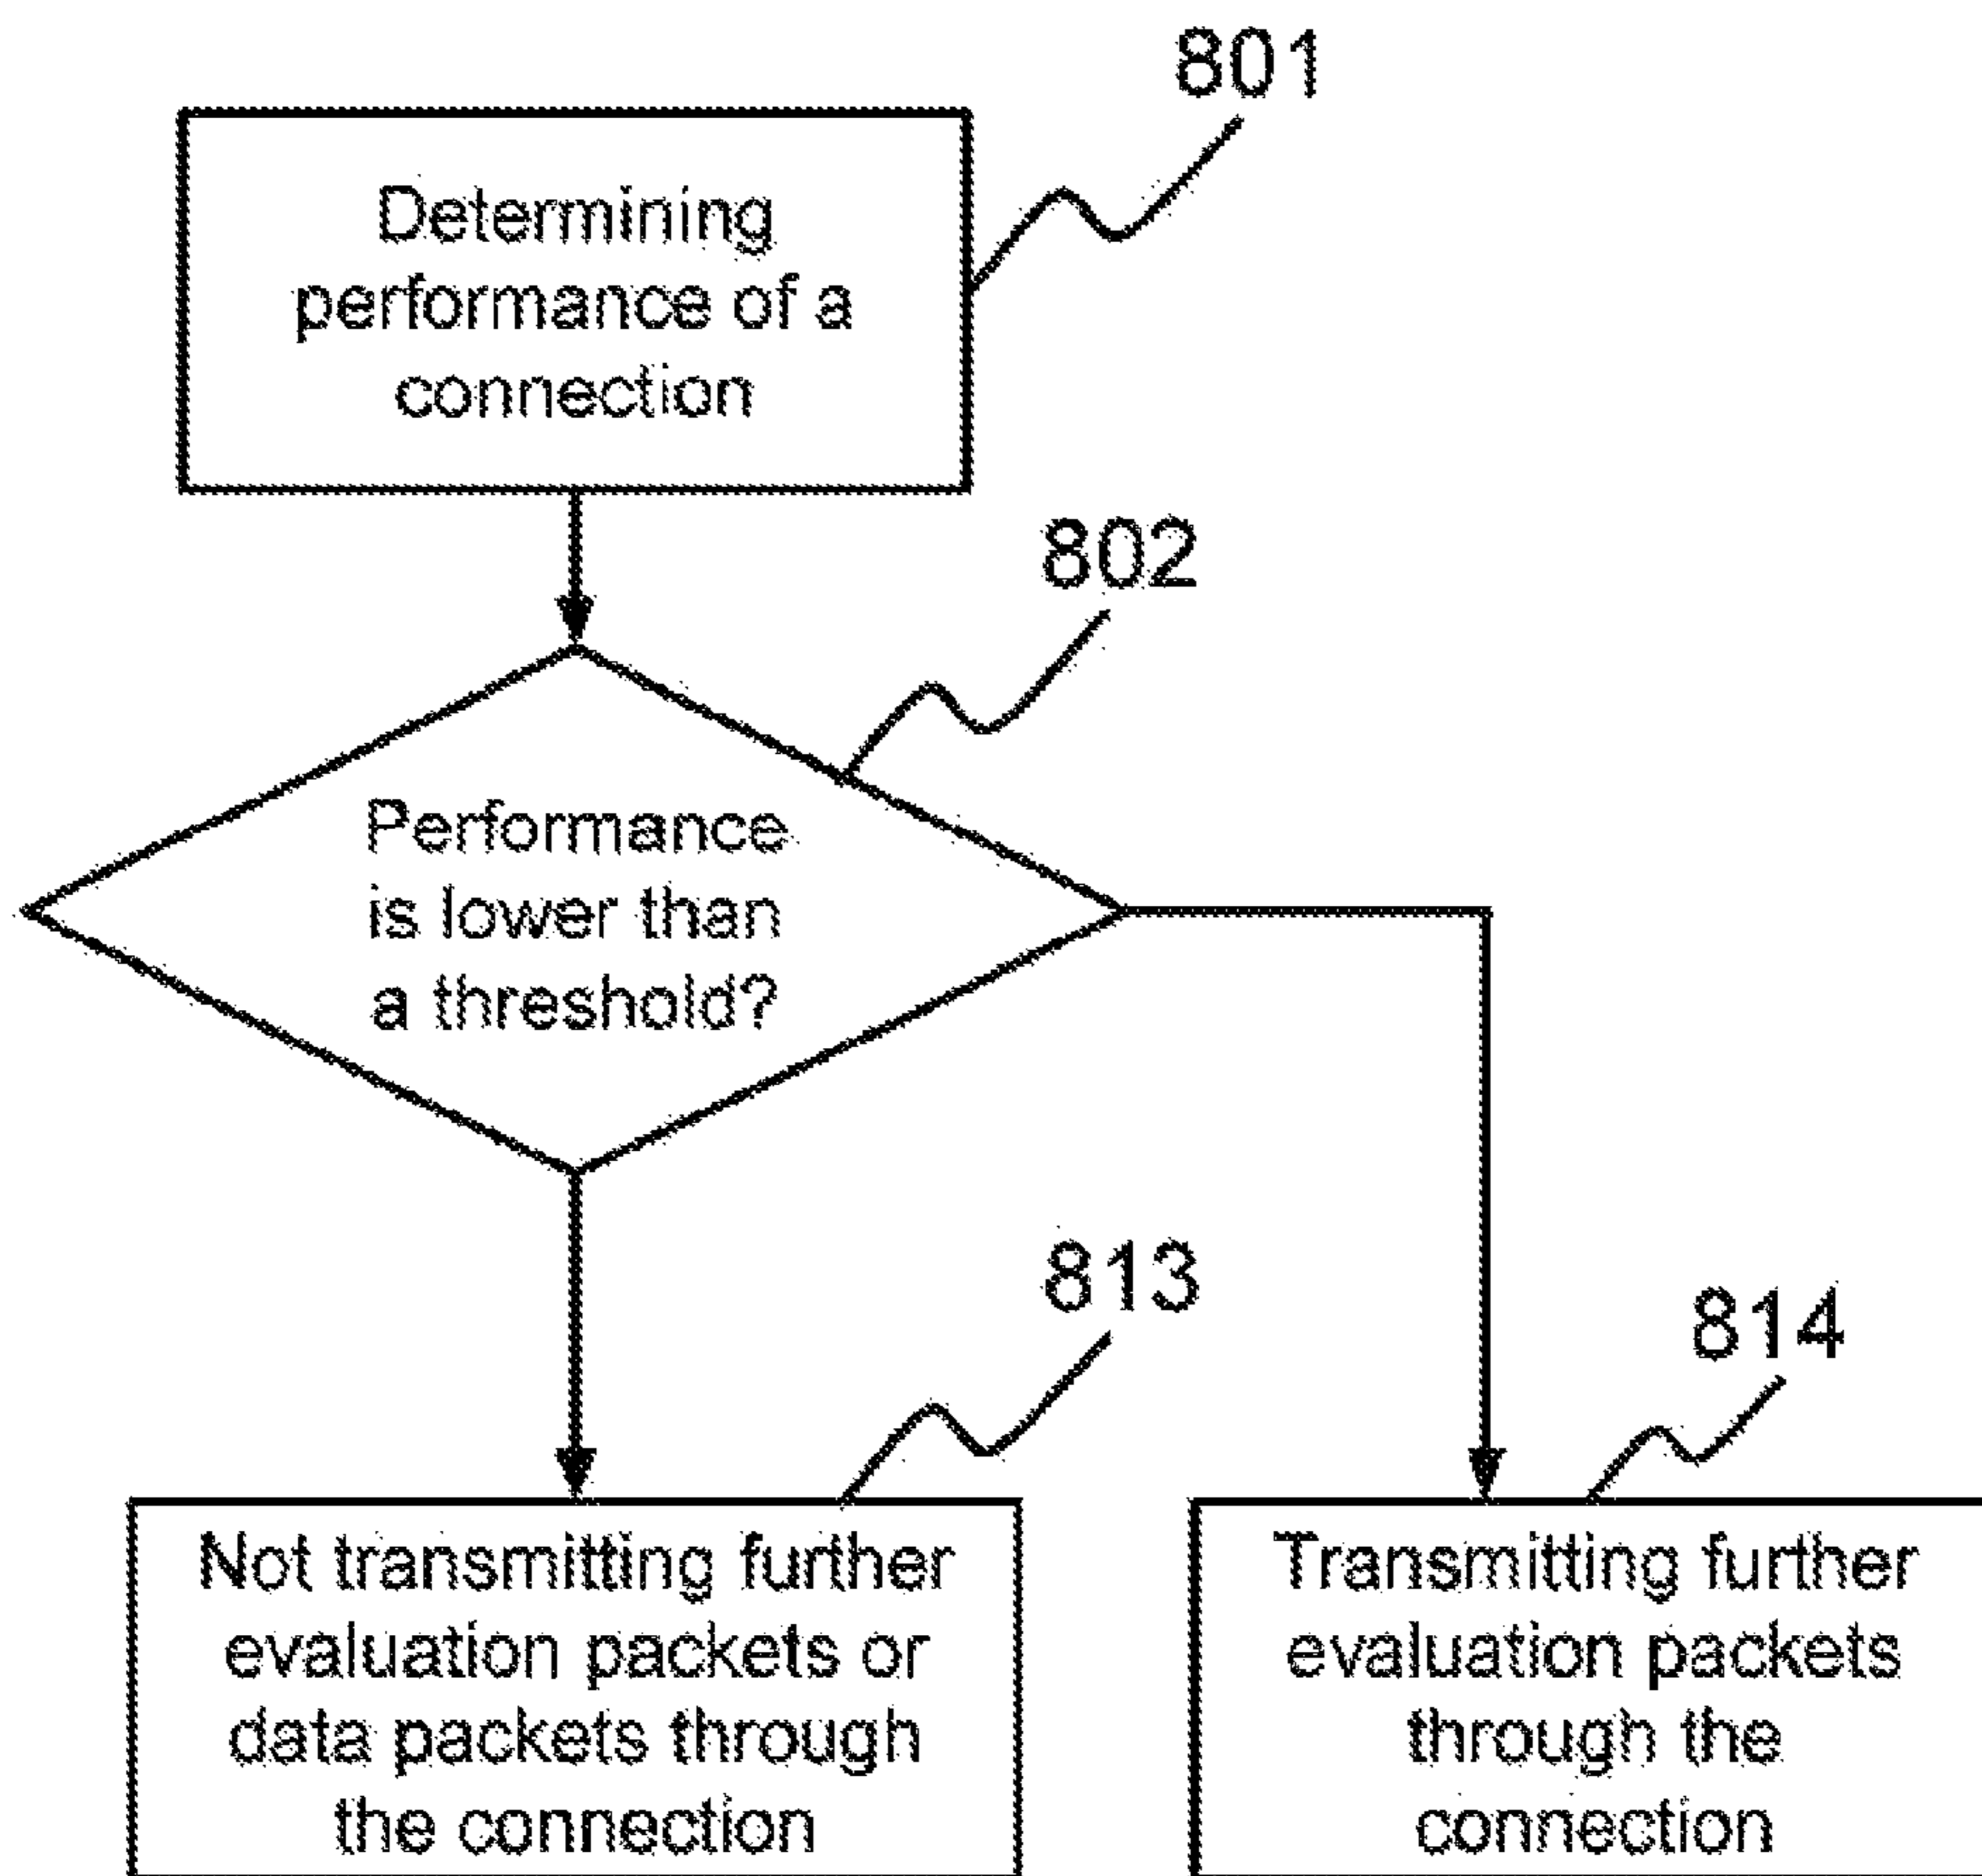 801
Determining
performance of a
connection
802
Performance
is lower than
a threshold?
813
814
Not transmitting further
evaluation packets or
data packets through
the connection
Transmitting further
evaluation packets
through the
connection